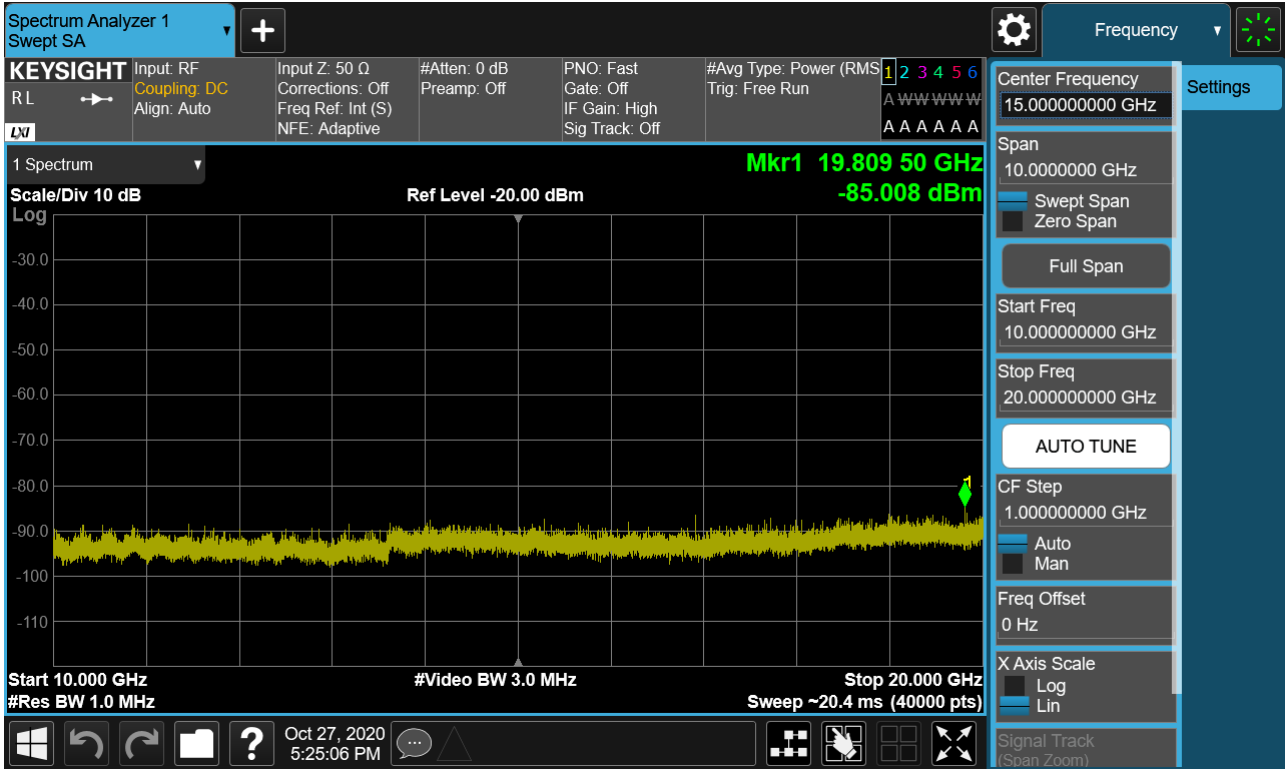 Spectrum Analyzer 1
Swept SA
Frequency
KEYSIGHT
R L
LXI
Input: RF
Coupling: DC
Align: Auto
Input Z: 50 Ω
Corrections: Off
Freq Ref: Int (S)
NFE: Adaptive
#Atten: 0 dB
Preamp: Off
PNO: Fast
Gate: Off
IF Gain: High
Sig Track: Off
#Avg Type: Power (RMS
Trig: Free Run
1 2 3 4 5 6
A W W W W W
A A A A A A
1 Spectrum
Mkr1 19.809 50 GHz
-85.008 dBm
Scale/Div 10 dB
Ref Level -20.00 dBm
Log
-30.0
-40.0
-50.0
-60.0
-70.0
-80.0
-90.0
-100
-110
1
Start 10.000 GHz
#Video BW 3.0 MHz
Stop 20.000 GHz
#Res BW 1.0 MHz
Sweep ~20.4 ms (40000 pts)
Center Frequency
15.000000000 GHz
Settings
Span
10.0000000 GHz
Swept Span
Zero Span
Full Span
Start Freq
10.000000000 GHz
Stop Freq
20.000000000 GHz
AUTO TUNE
CF Step
1.000000000 GHz
Auto
Man
Freq Offset
0 Hz
X Axis Scale
Log
Lin
Signal Track
(Span Zoom)
?
Oct 27, 2020
5:25:06 PM